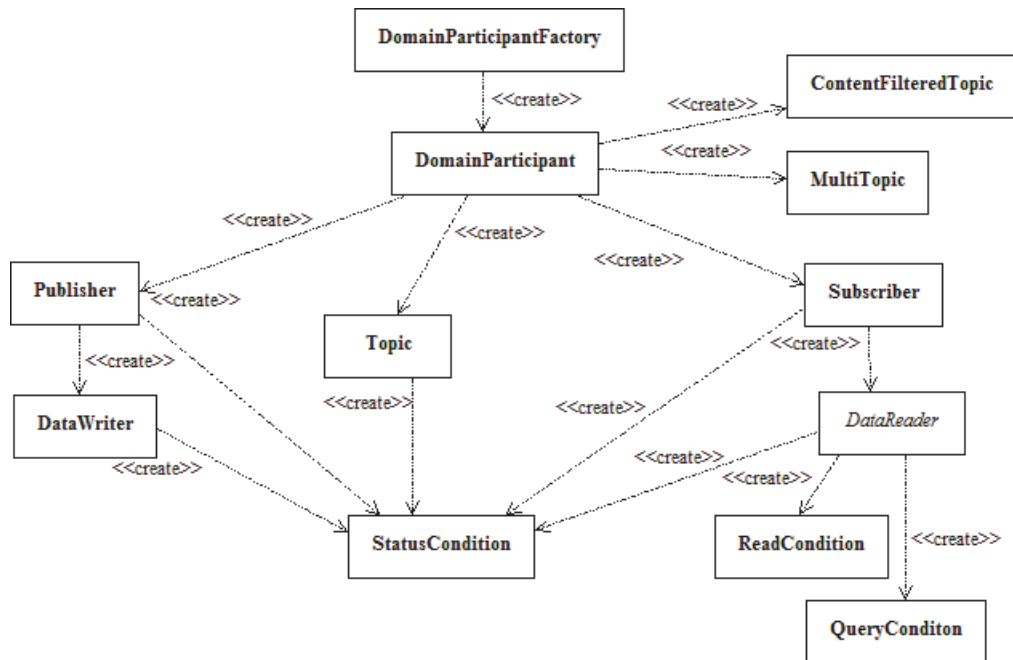 DomainParticipantFactory
<<create>>
ContentFilteredTopic
<<create>>
DomainParticipant
<<create>>
MultiTopic
<<create>>
<<create>>
<<create>>
Publisher
<<create>>
Subscriber
Topic
<<create>>
<<create>>
<<create>>
DataWriter
<<create>>
DataReader
<<create>>
<<create>>
<<create>>
StatusCondition
ReadCondition
<<create>>
QueryConditon